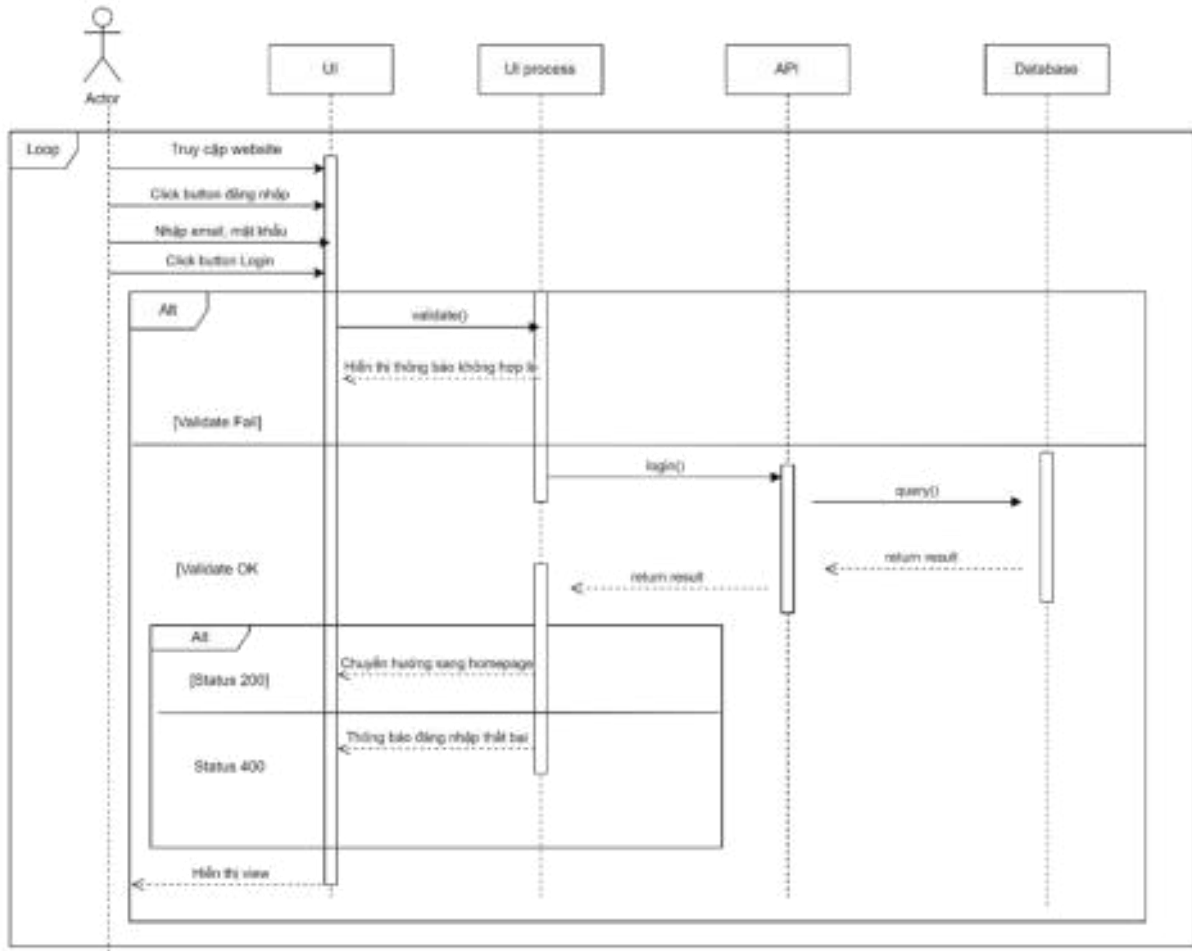 Actor
UI
UI process
API
Database
Loop
Truy cập website
Click button đăng nhập
Nhập email, mật khẩu
Click button Login
Alt
validate()
Hiển thị thông báo không hợp lệ
[Validate Fail]
login()
query()
[Validate OK
return result
return result
Alt
Chuyển hướng sang homepage
[Status 200]
Thông báo đăng nhập thất bại
Status 400
Hiển thị view